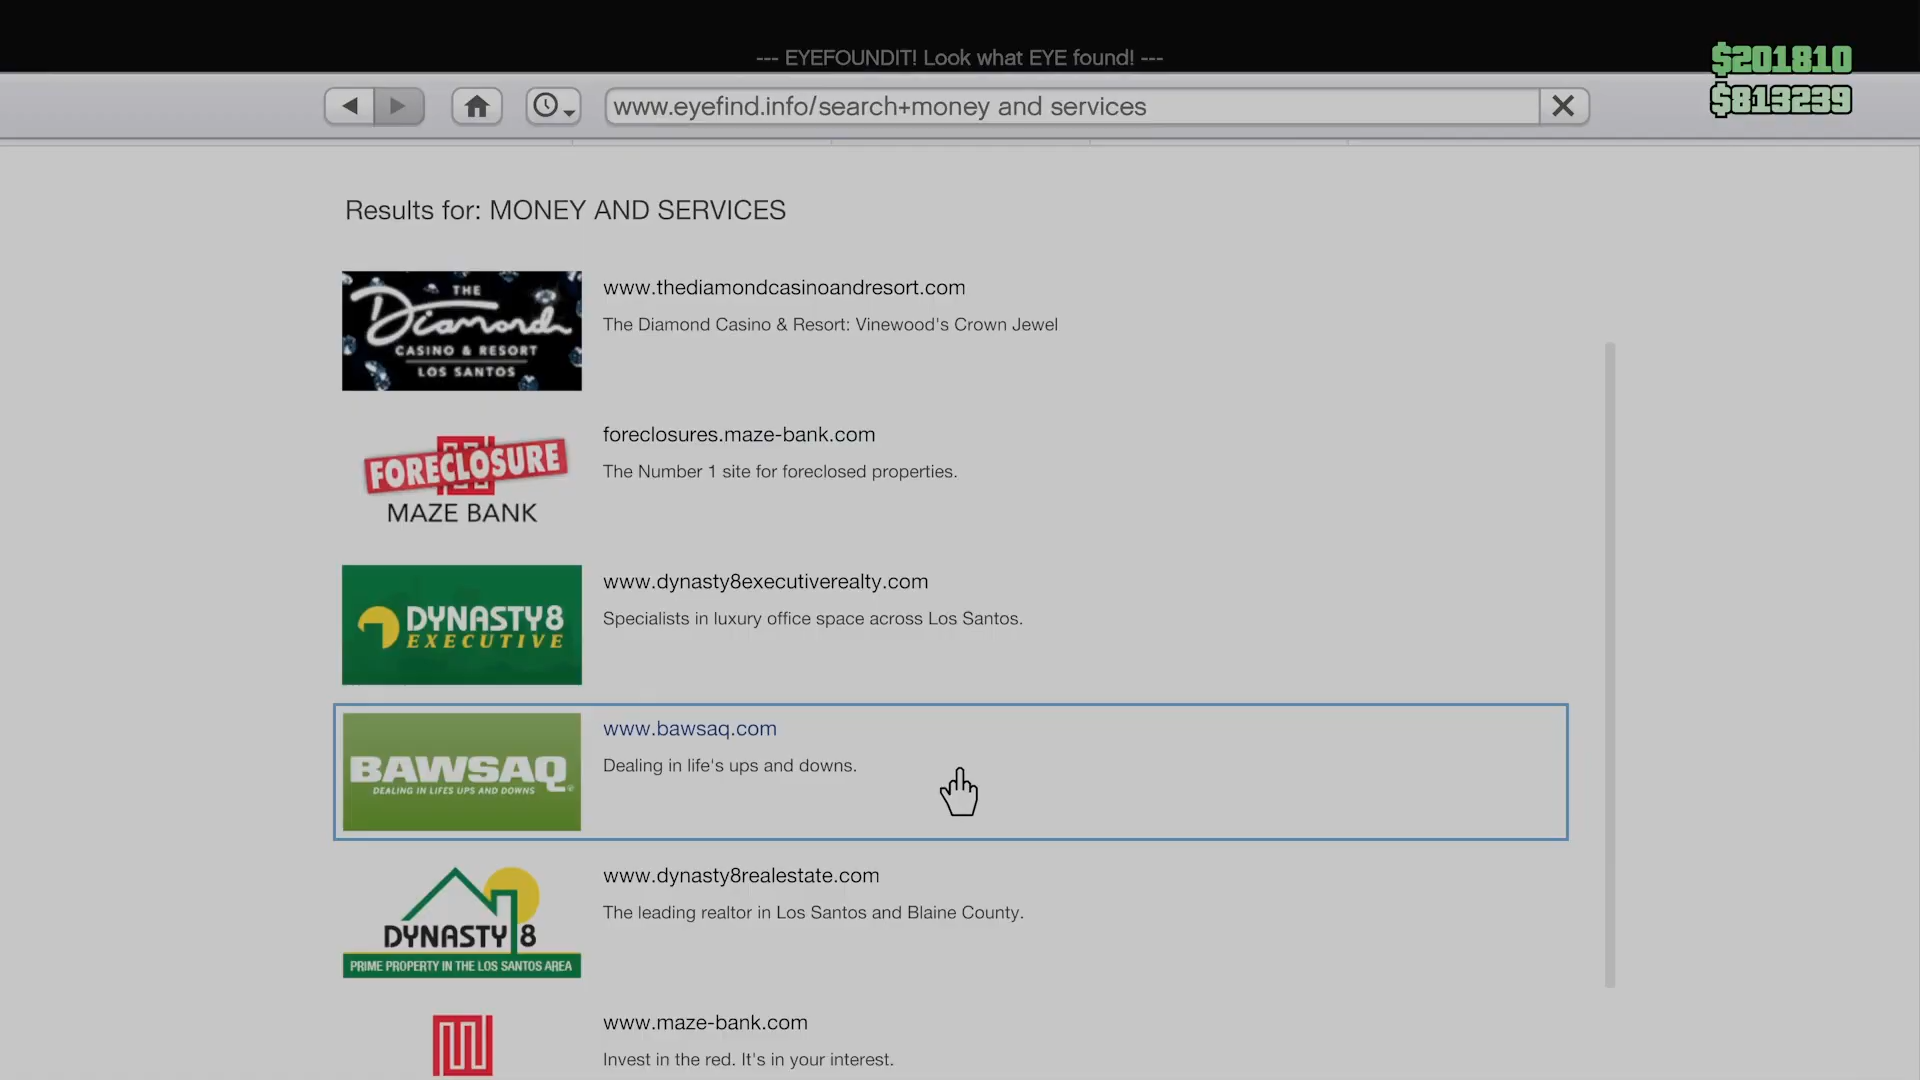 --- EYEFOUNDIT! Look what EYE found! ---
$201810
$813239
www.eyefind.info/search+money and services
Results for: MONEY AND SERVICES
THE
Diamond
CASINO & RESORT
LOS SANTOS
www.thediamondcasinoandresort.com
The Diamond Casino & Resort: Vinewood's Crown Jewel
FORECLOSURE
MAZE BANK
foreclosures.maze-bank.com
The Number 1 site for foreclosed properties.
DYNASTY8
EXECUTIVE
www.dynasty8executiverealty.com
Specialists in luxury office space across Los Santos.
BAWSAQ
DEALING IN LIFE'S UPS AND DOWNS
www.bawsaq.com
Dealing in life's ups and downs.
DYNASTY 8
PRIME PROPERTY IN THE LOS SANTOS AREA
www.dynasty8realestate.com
The leading realtor in Los Santos and Blaine County.
www.maze-bank.com
Invest in the red. It's in your interest.